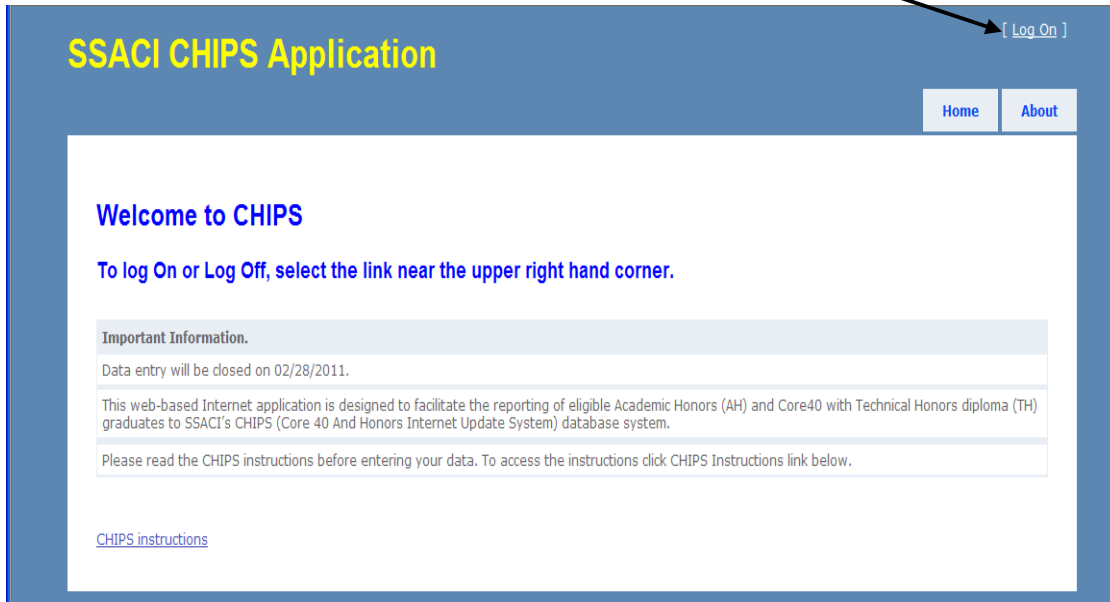 [ Log On ]
SSACI CHIPS Application
Home About
Welcome to CHIPS
To log On or Log Off, select the link near the upper right hand corner.
Important Information.
Data entry will be closed on 02/28/2011.
This web-based Internet application is designed to facilitate the reporting of eligible Academic Honors (AH) and Core40 with Technical Honors diploma (TH)
graduates to SSACI's CHIPS (Core 40 And Honors Internet Update System) database system.
Please read the CHIPS instructions before entering your data. To access the instructions click CHIPS Instructions link below.
CHIPS instructions